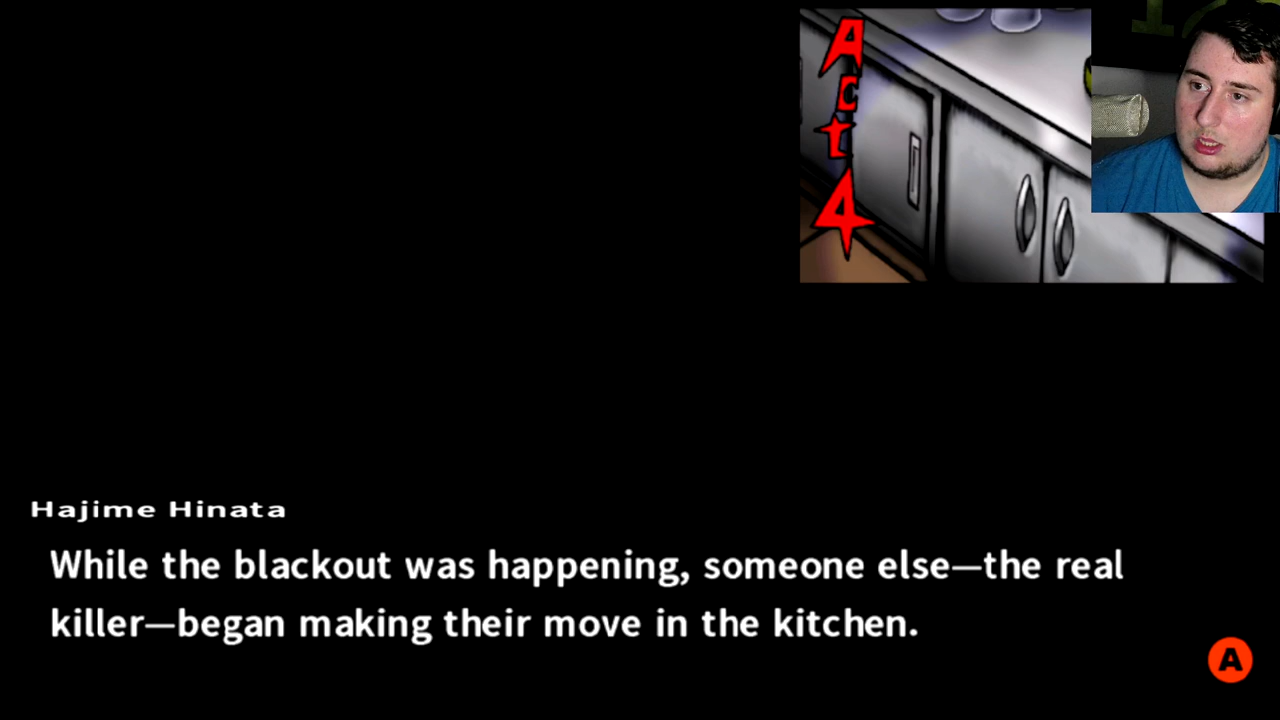 Act 4
Hajime Hinata
While the blackout was happening, someone else—the real
killer—began making their move in the kitchen.
A